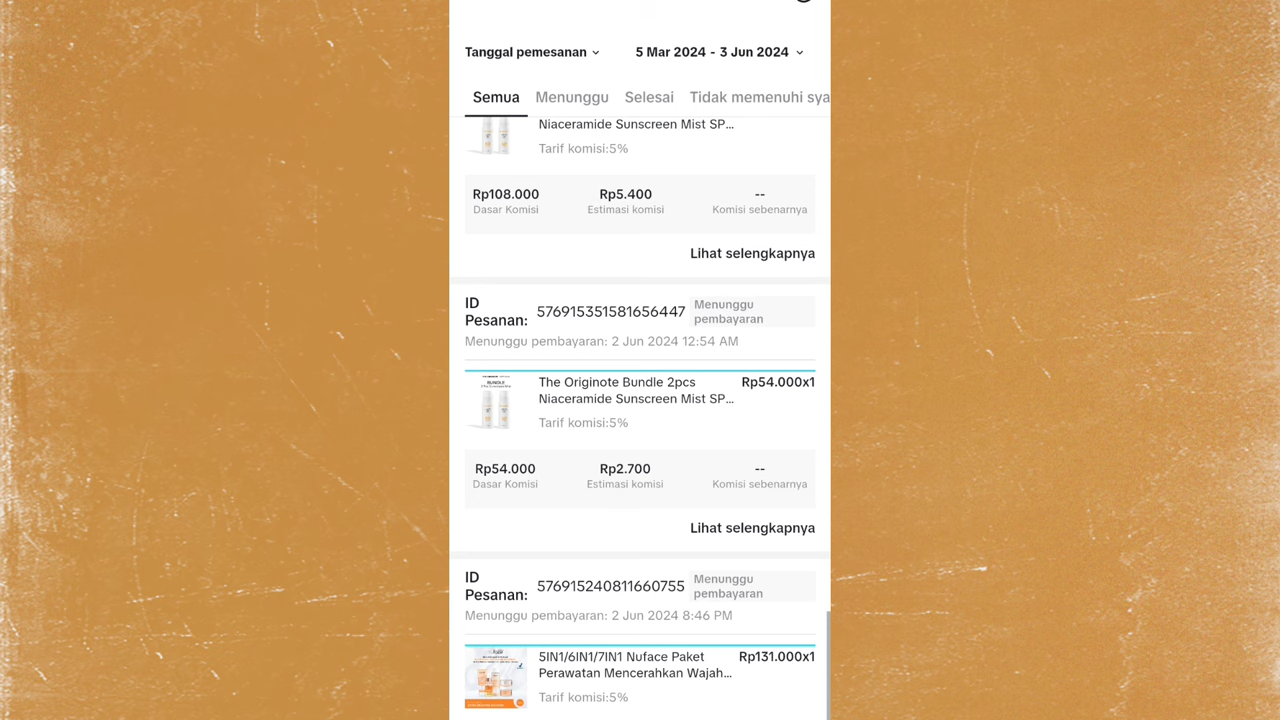 Tanggal pemesanan 5 Mar 2024 - 3 Jun 2024
Semua Menunggu Selesai Tidak memenuhi sya
Niaceramide Sunscreen Mist SP...
Tarif komisi:5%
Rp108.000 Rp5.400 --
Dasar Komisi Estimasi komisi Komisi sebenarnya
Lihat selengkapnya
ID Pesanan: 576915351581656447 Menunggu pembayaran
Menunggu pembayaran: 2 Jun 2024 12:54 AM
BUNDLE
The Originote Bundle 2pcs Rp54.000x1
Niaceramide Sunscreen Mist SP...
Tarif komisi:5%
Rp54.000 Rp2.700 --
Dasar Komisi Estimasi komisi Komisi sebenarnya
Lihat selengkapnya
ID Pesanan: 576915240811660755 Menunggu pembayaran
Menunggu pembayaran: 2 Jun 2024 8:46 PM
5IN1/6IN1/7IN1 Nuface Paket Rp131.000x1
Perawatan Mencerahkan Wajah...
Tarif komisi:5%